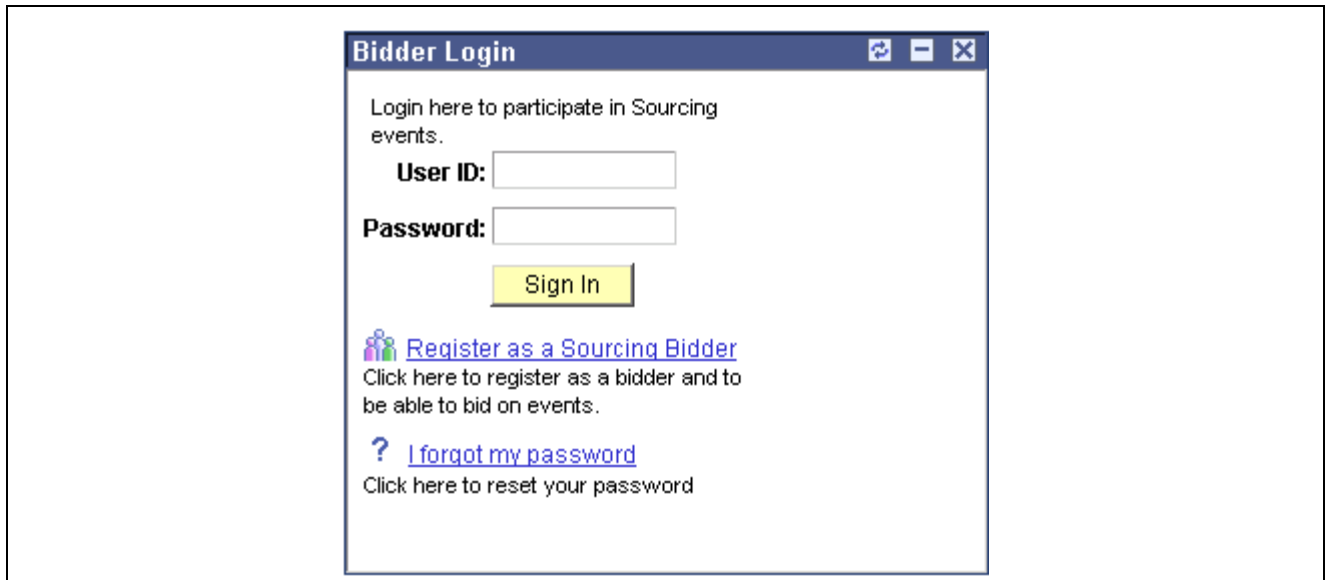 Bidder Login
Login here to participate in Sourcing
events.
User ID:
Password:
Sign In
Register as a Sourcing Bidder
Click here to register as a bidder and to
be able to bid on events.
? I forgot my password
Click here to reset your password